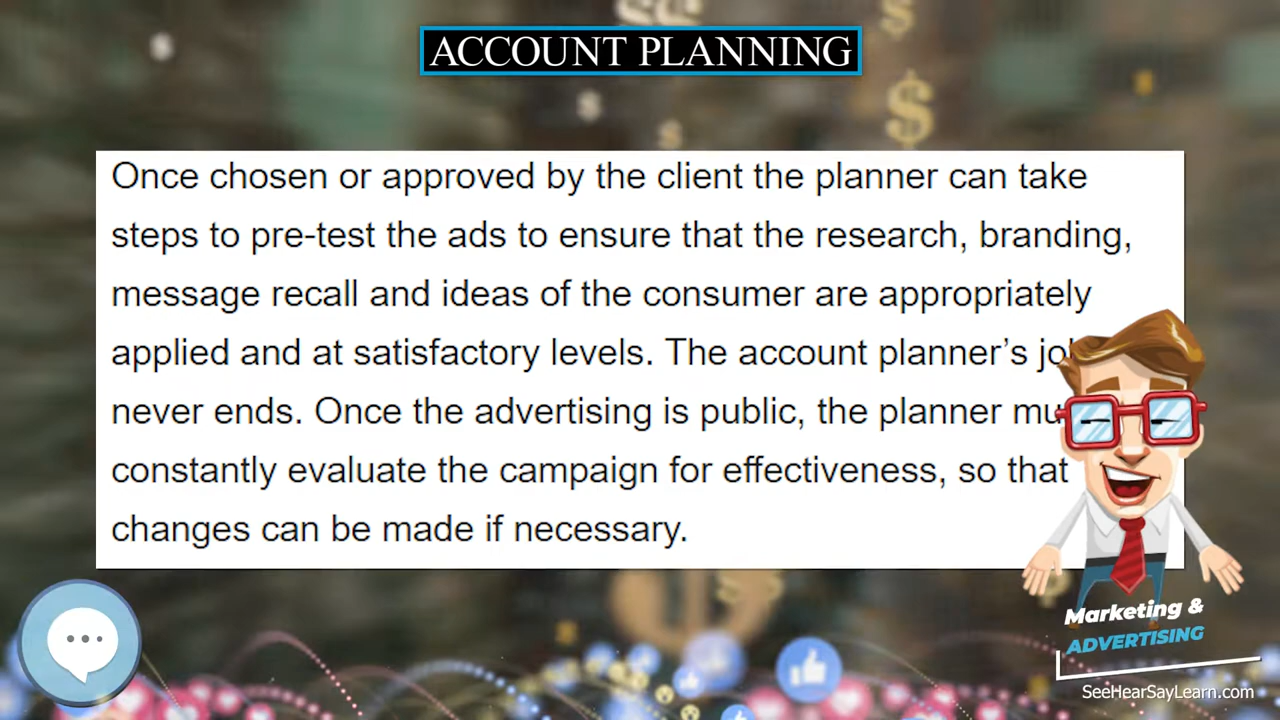 ACCOUNT PLANNING
Once chosen or approved by the client the planner can take
steps to pre-test the ads to ensure that the research, branding,
message recall and ideas of the consumer are appropriately
applied and at satisfactory levels. The account planner’s
never ends. Once the advertising is public, the planner
constantly evaluate the campaign for effectiveness, so that
changes can be made if necessary.
Marketing &
ADVERTISING
SeeHearSayLearn.com